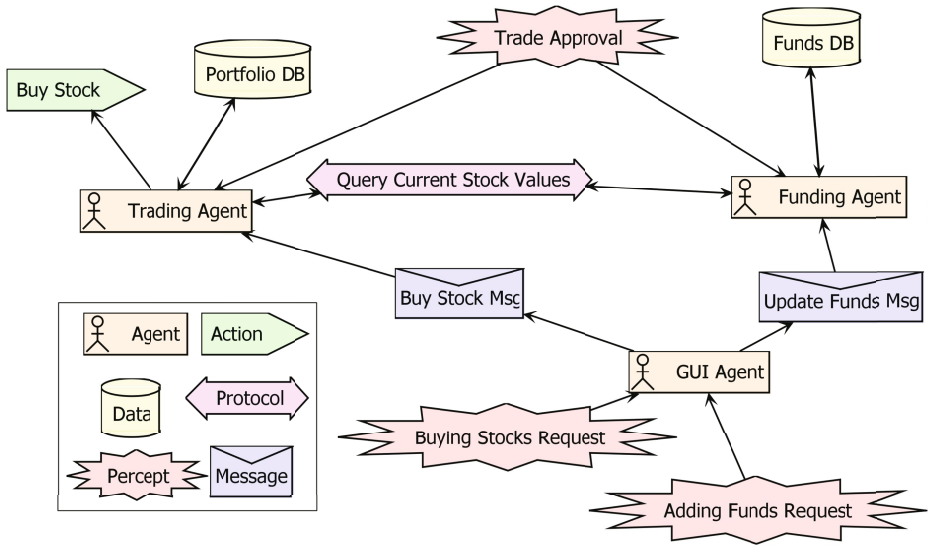 Trade Approval
Funds DB
Portfolio DB
Buy Stock
Query Current Stock Values
Trading Agent
Funding Agent
Buy Stock Msg
Update Funds Msg
Agent
Action
GUI Agent
Data
Protocol
Buying Stocks Request
Percept
Message
Adding Funds Request